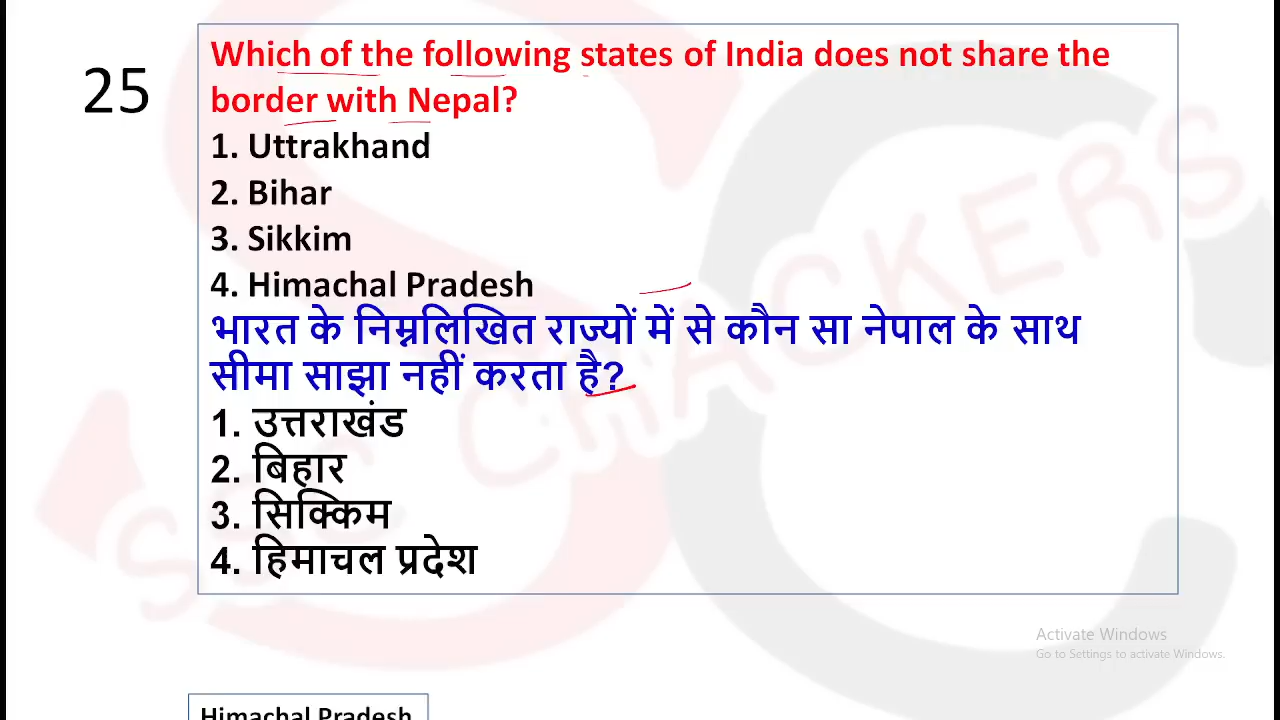 25
Which of the following states of India does not share the
border with Nepal?
1. Uttrakhand
2. Bihar
3. Sikkim
4. Himachal Pradesh
भारत के निम्नलिखित राज्यों में से कौन सा नेपाल के साथ
सीमा साझा नहीं करता है?
1. उत्तराखंड
2. बिहार
3. सिक्किम
4. हिमाचल प्रदेश
SSC CRACKERS
Activate Windows
Go to Settings to activate Windows.
Himachal Pradesh